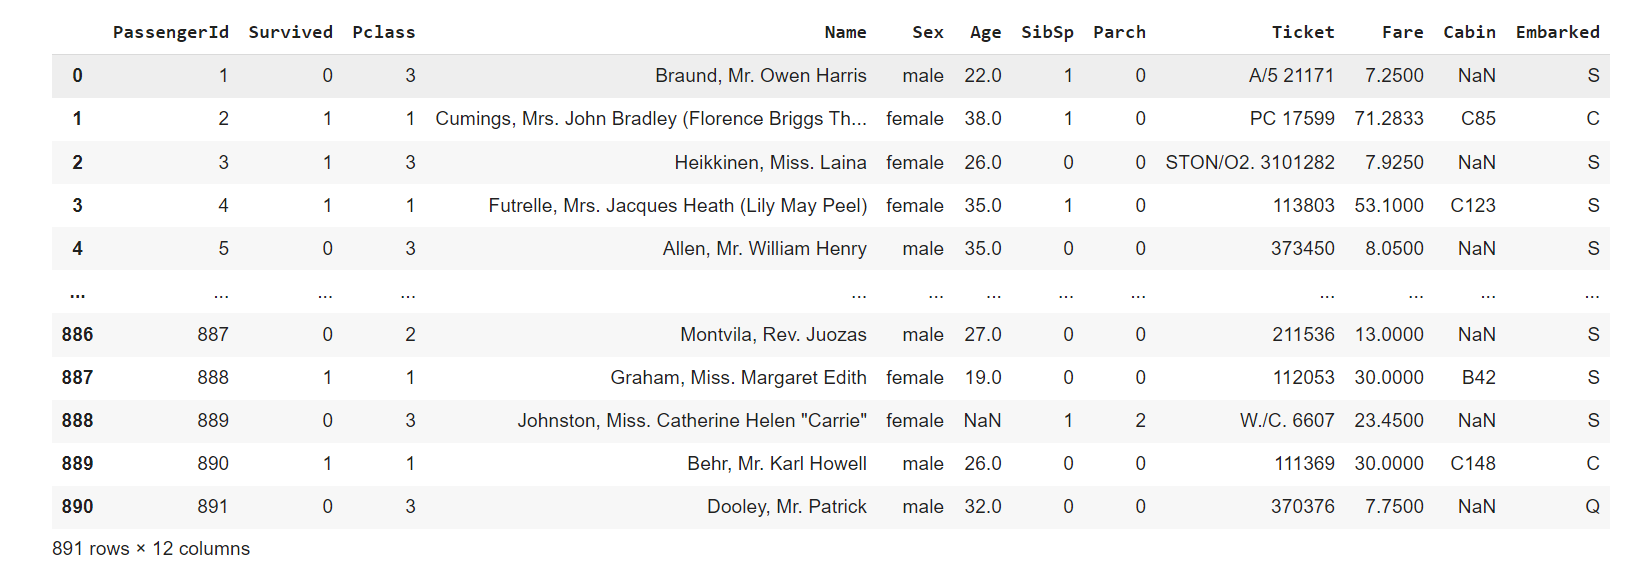 PassengerId Survived Pclass Name Sex Age SibSp Parch Ticket Fare Cabin Embarked
0 1 0 3 Braund, Mr. Owen Harris male 22.0 1 0 A/5 21171 7.2500 NaN S
1 2 1 1 Cumings, Mrs. John Bradley (Florence Briggs Th... female 38.0 1 0 PC 17599 71.2833 C85 C
2 3 1 3 Heikkinen, Miss. Laina female 26.0 0 0 STON/O2. 3101282 7.9250 NaN S
3 4 1 1 Futrelle, Mrs. Jacques Heath (Lily May Peel) female 35.0 1 0 113803 53.1000 C123 S
4 5 0 3 Allen, Mr. William Henry male 35.0 0 0 373450 8.0500 NaN S
... ... ... ... ... ... ... ... ... ... ... ... ...
886 887 0 2 Montvila, Rev. Juozas male 27.0 0 0 211536 13.0000 NaN S
887 888 1 1 Graham, Miss. Margaret Edith female 19.0 0 0 112053 30.0000 B42 S
888 889 0 3 Johnston, Miss. Catherine Helen "Carrie" female NaN 1 2 W./C. 6607 23.4500 NaN S
889 890 1 1 Behr, Mr. Karl Howell male 26.0 0 0 111369 30.0000 C148 C
890 891 0 3 Dooley, Mr. Patrick male 32.0 0 0 370376 7.7500 NaN Q
891 rows × 12 columns